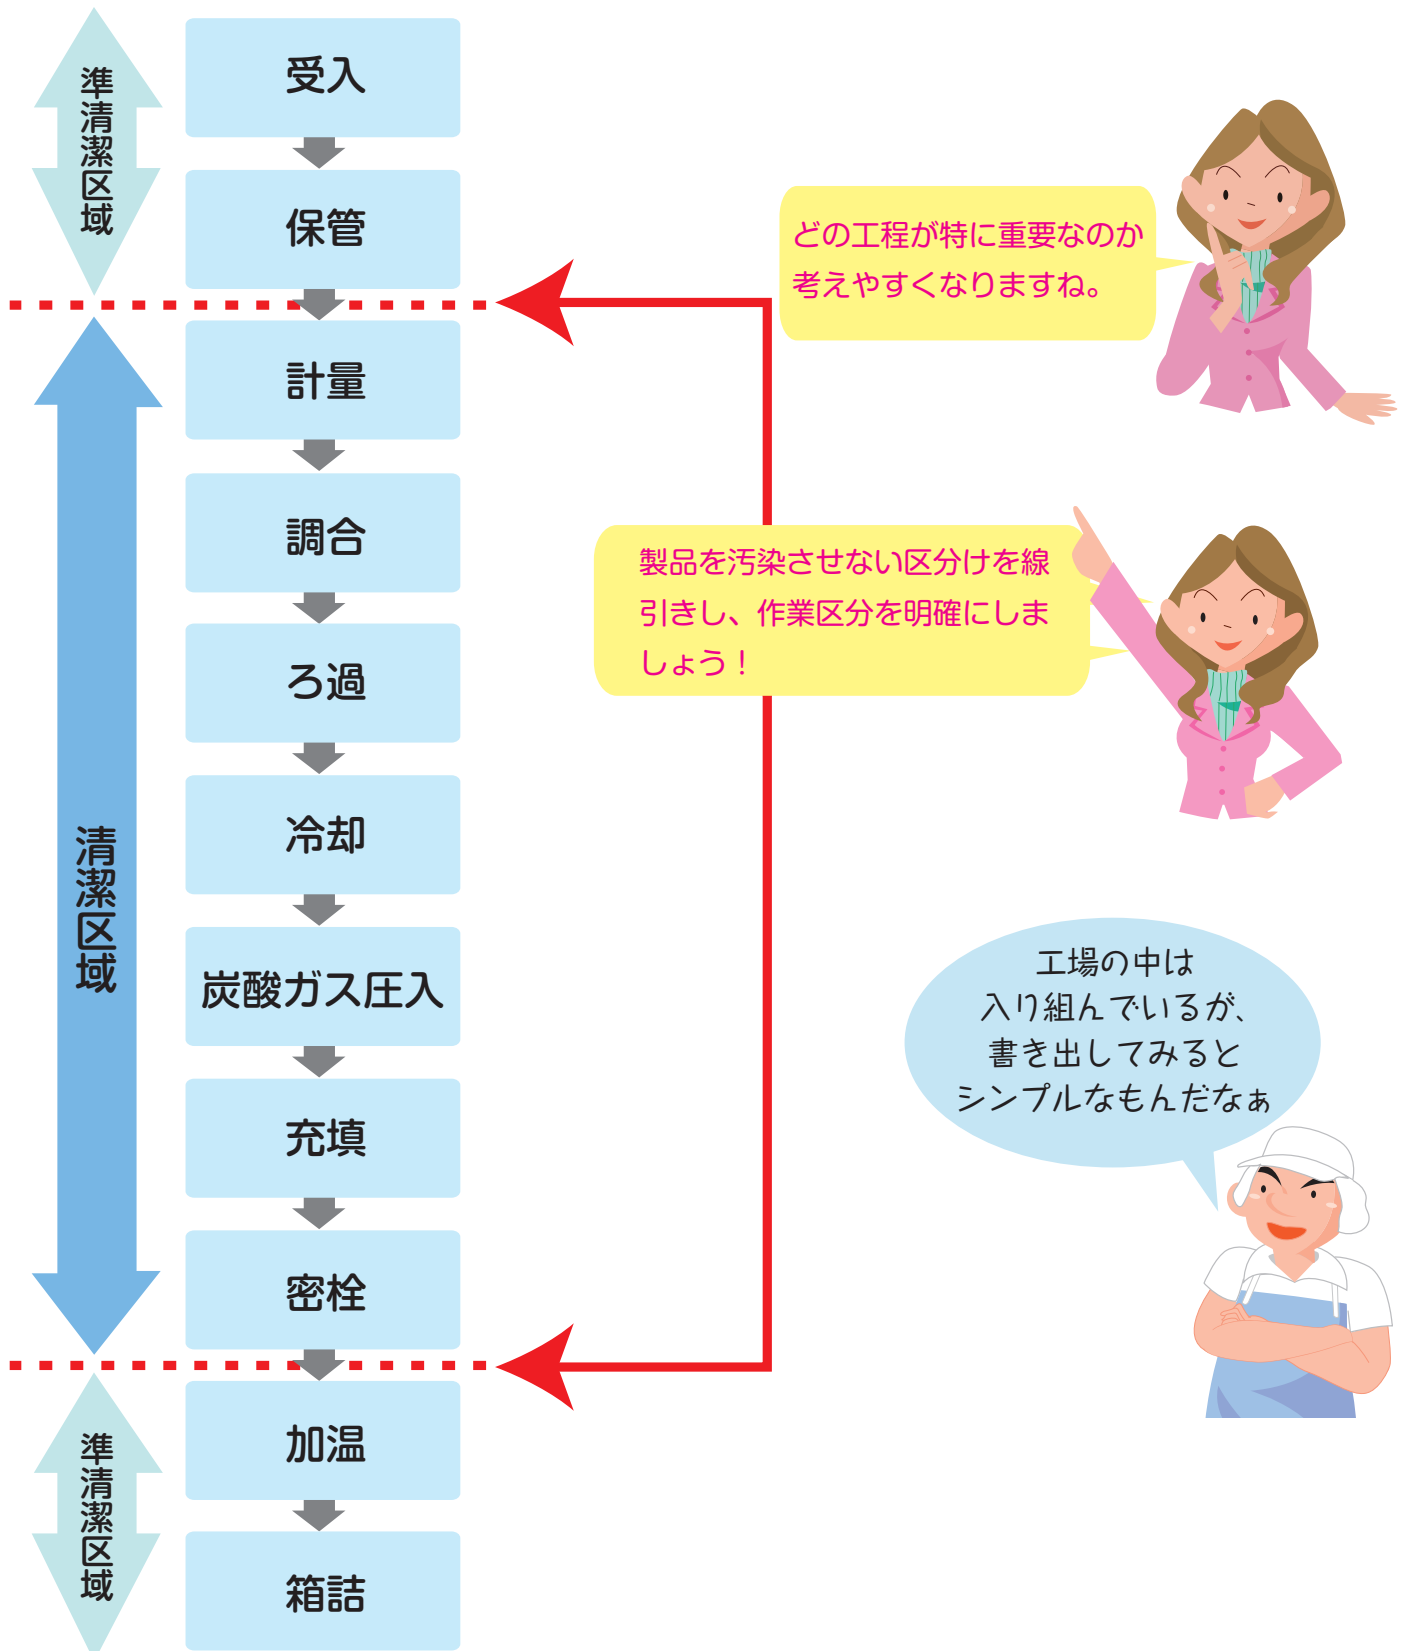 準清潔区域
受入
保管
どの工程が特に重要なのか
考えやすくなりますね。
清潔区域
計量
調合
ろ過
冷却
炭酸ガス圧入
充填
密栓
製品を汚染させない区分けを線
引きし、作業区分を明確にしま
しょう！
工場の中は
入り組んでいるが、
書き出してみると
シンプルなもんだなぁ
準清潔区域
加温
箱詰